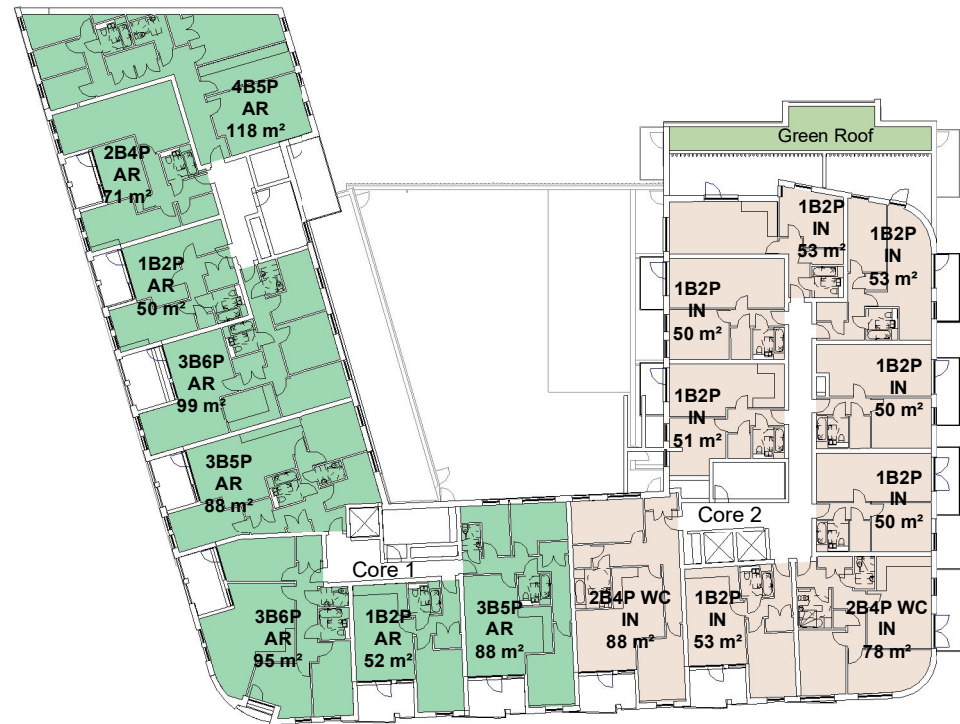 4B5P
AR
118 m²
2B4P
AR
71 m²
1B2P
AR
50 m²
3B6P
AR
99 m²
3B5P
AR
88 m²
3B6P
AR
95 m²
Core 1
1B2P
AR
52 m²
3B5P
AR
88 m²
Green Roof
1B2P
IN
53 m²
1B2P
IN
53 m²
1B2P
IN
50 m²
1B2P
IN
50 m²
1B2P
IN
51 m²
1B2P
IN
50 m²
Core 2
2B4P WC
IN
88 m²
1B2P
IN
53 m²
2B4P WC
IN
78 m²